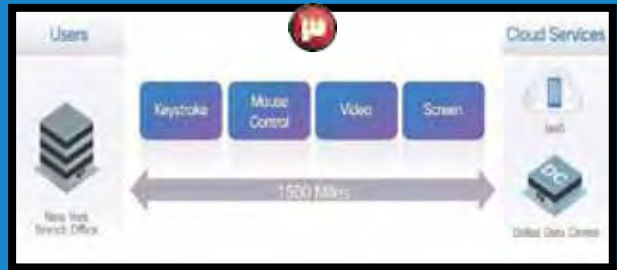 Users
۳
Cloud Services
Keystroke
Mouse
Control
Video
Screen
IaaS
DC
1500 Miles
New York
Branch Office
Dallas Data Center